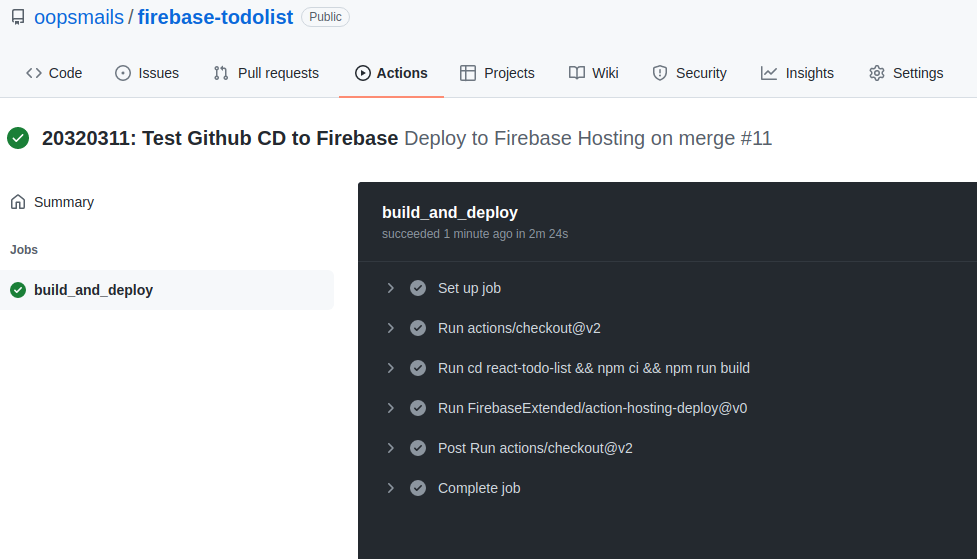 oopsmails / firebase-todolist Public
Code Issues Pull requests Actions Projects Wiki Security Insights Settings
20320311: Test Github CD to Firebase Deploy to Firebase Hosting on merge #11
Summary
Jobs
build_and_deploy
build_and_deploy
succeeded 1 minute ago in 2m 24s
Set up job
Run actions/checkout@v2
Run cd react-todo-list && npm ci && npm run build
Run FirebaseExtended/action-hosting-deploy@v0
Post Run actions/checkout@v2
Complete job